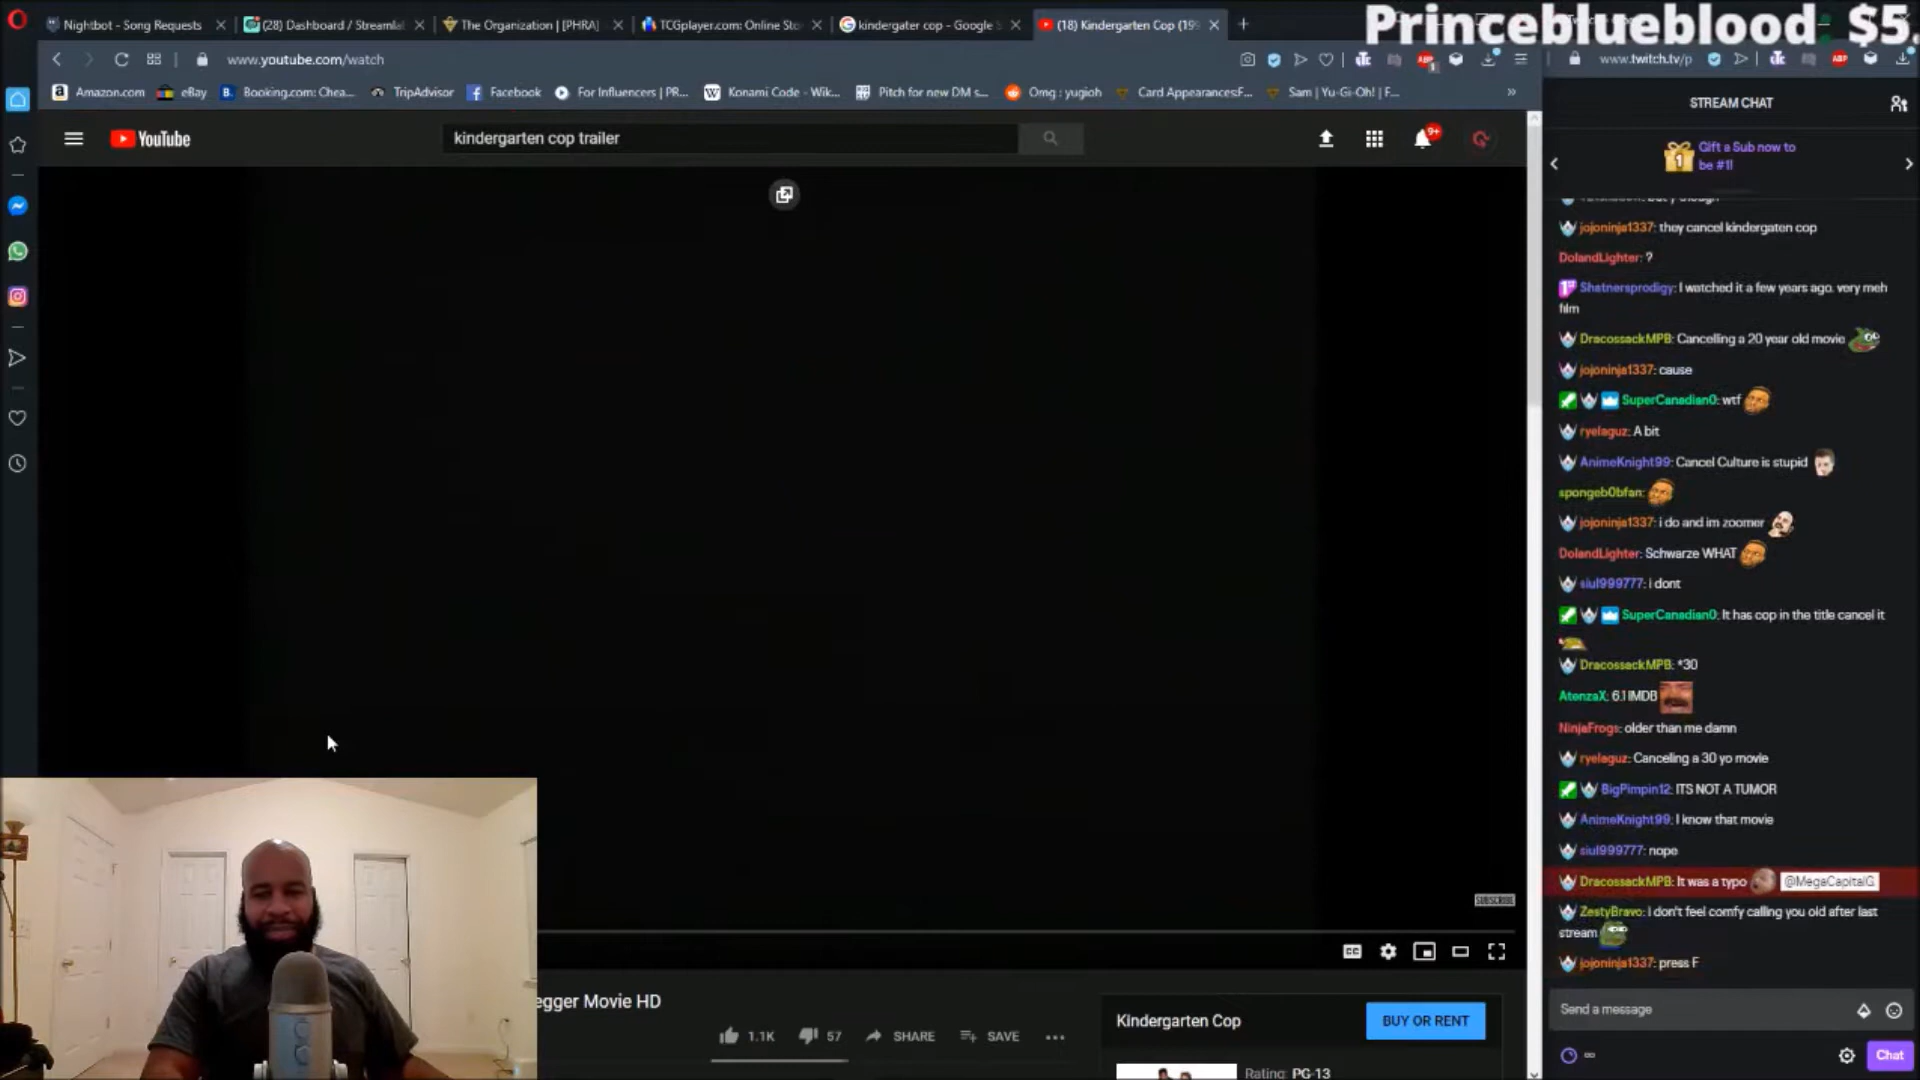 Nightbot - Song Requests
(28) Dashboard / Streamla
The Organization | [PHRA]
TCGplayer.com: Online Sto
kindergater cop - Google S
(18) Kindergarten Cop (199
Princeblueblood $5.
www.youtube.com/watch
www.twitch.tv/p
Amazon.com
eBay
Booking.com: Chea...
TripAdvisor
Facebook
For Influencers | PR...
Konami Code - Wik...
Pitch for new DM s...
Omg : yugioh
Card AppearancesF...
Sam | Yu-Gi-Oh! | F...
YouTube
kindergarten cop trailer
9+
STREAM CHAT
Gift a Sub now to
be #1!
jojoninja1337: they cancel kindergaten cop
DolandLighter: ?
Shatnersprodigy: I watched it a few years ago. very meh
film
DracossackMPB: Cancelling a 20 year old movie
jojoninja1337: cause
SuperCanadian0: wtf
ryelaguz: A bit
AnimeKnight99: Cancel Culture is stupid
spongeb0bfan:
jojoninja1337: i do and im zoomer
DolandLighter: Schwarze WHAT
siul999777: i dont
SuperCanadian0: It has cop in the title cancel it
DracossackMPB: *30
AtenzaX: 6.1 IMDB
NinjaFrogs: older than me damn
ryelaguz: Canceling a 30 yo movie
BigPimpin12: ITS NOT A TUMOR
AnimeKnight99: I know that movie
siul999777: nope
DracossackMPB: It was a typo @MegaCapitalG
ZestyBravo: I don't feel comfy calling you old after last
stream
jojoninja1337: press F
SUBSCRIBE
egger Movie HD
1.1K
57
SHARE
SAVE
Kindergarten Cop
BUY OR RENT
Rating: PG-13
Send a message
Chat